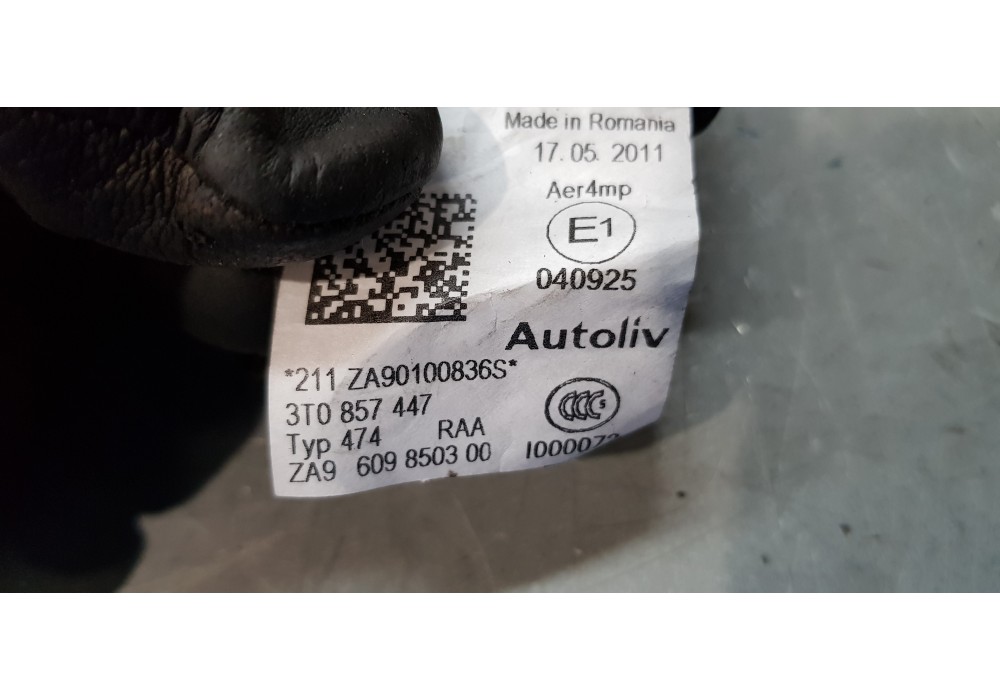 Made in Romania
17.05.2011
Aer4mp
E1
040925
Autoliv
*211 ZA90100836S*
3T0 857 447
CCC S
Typ 474 RAA
ZA9 609 8503 00